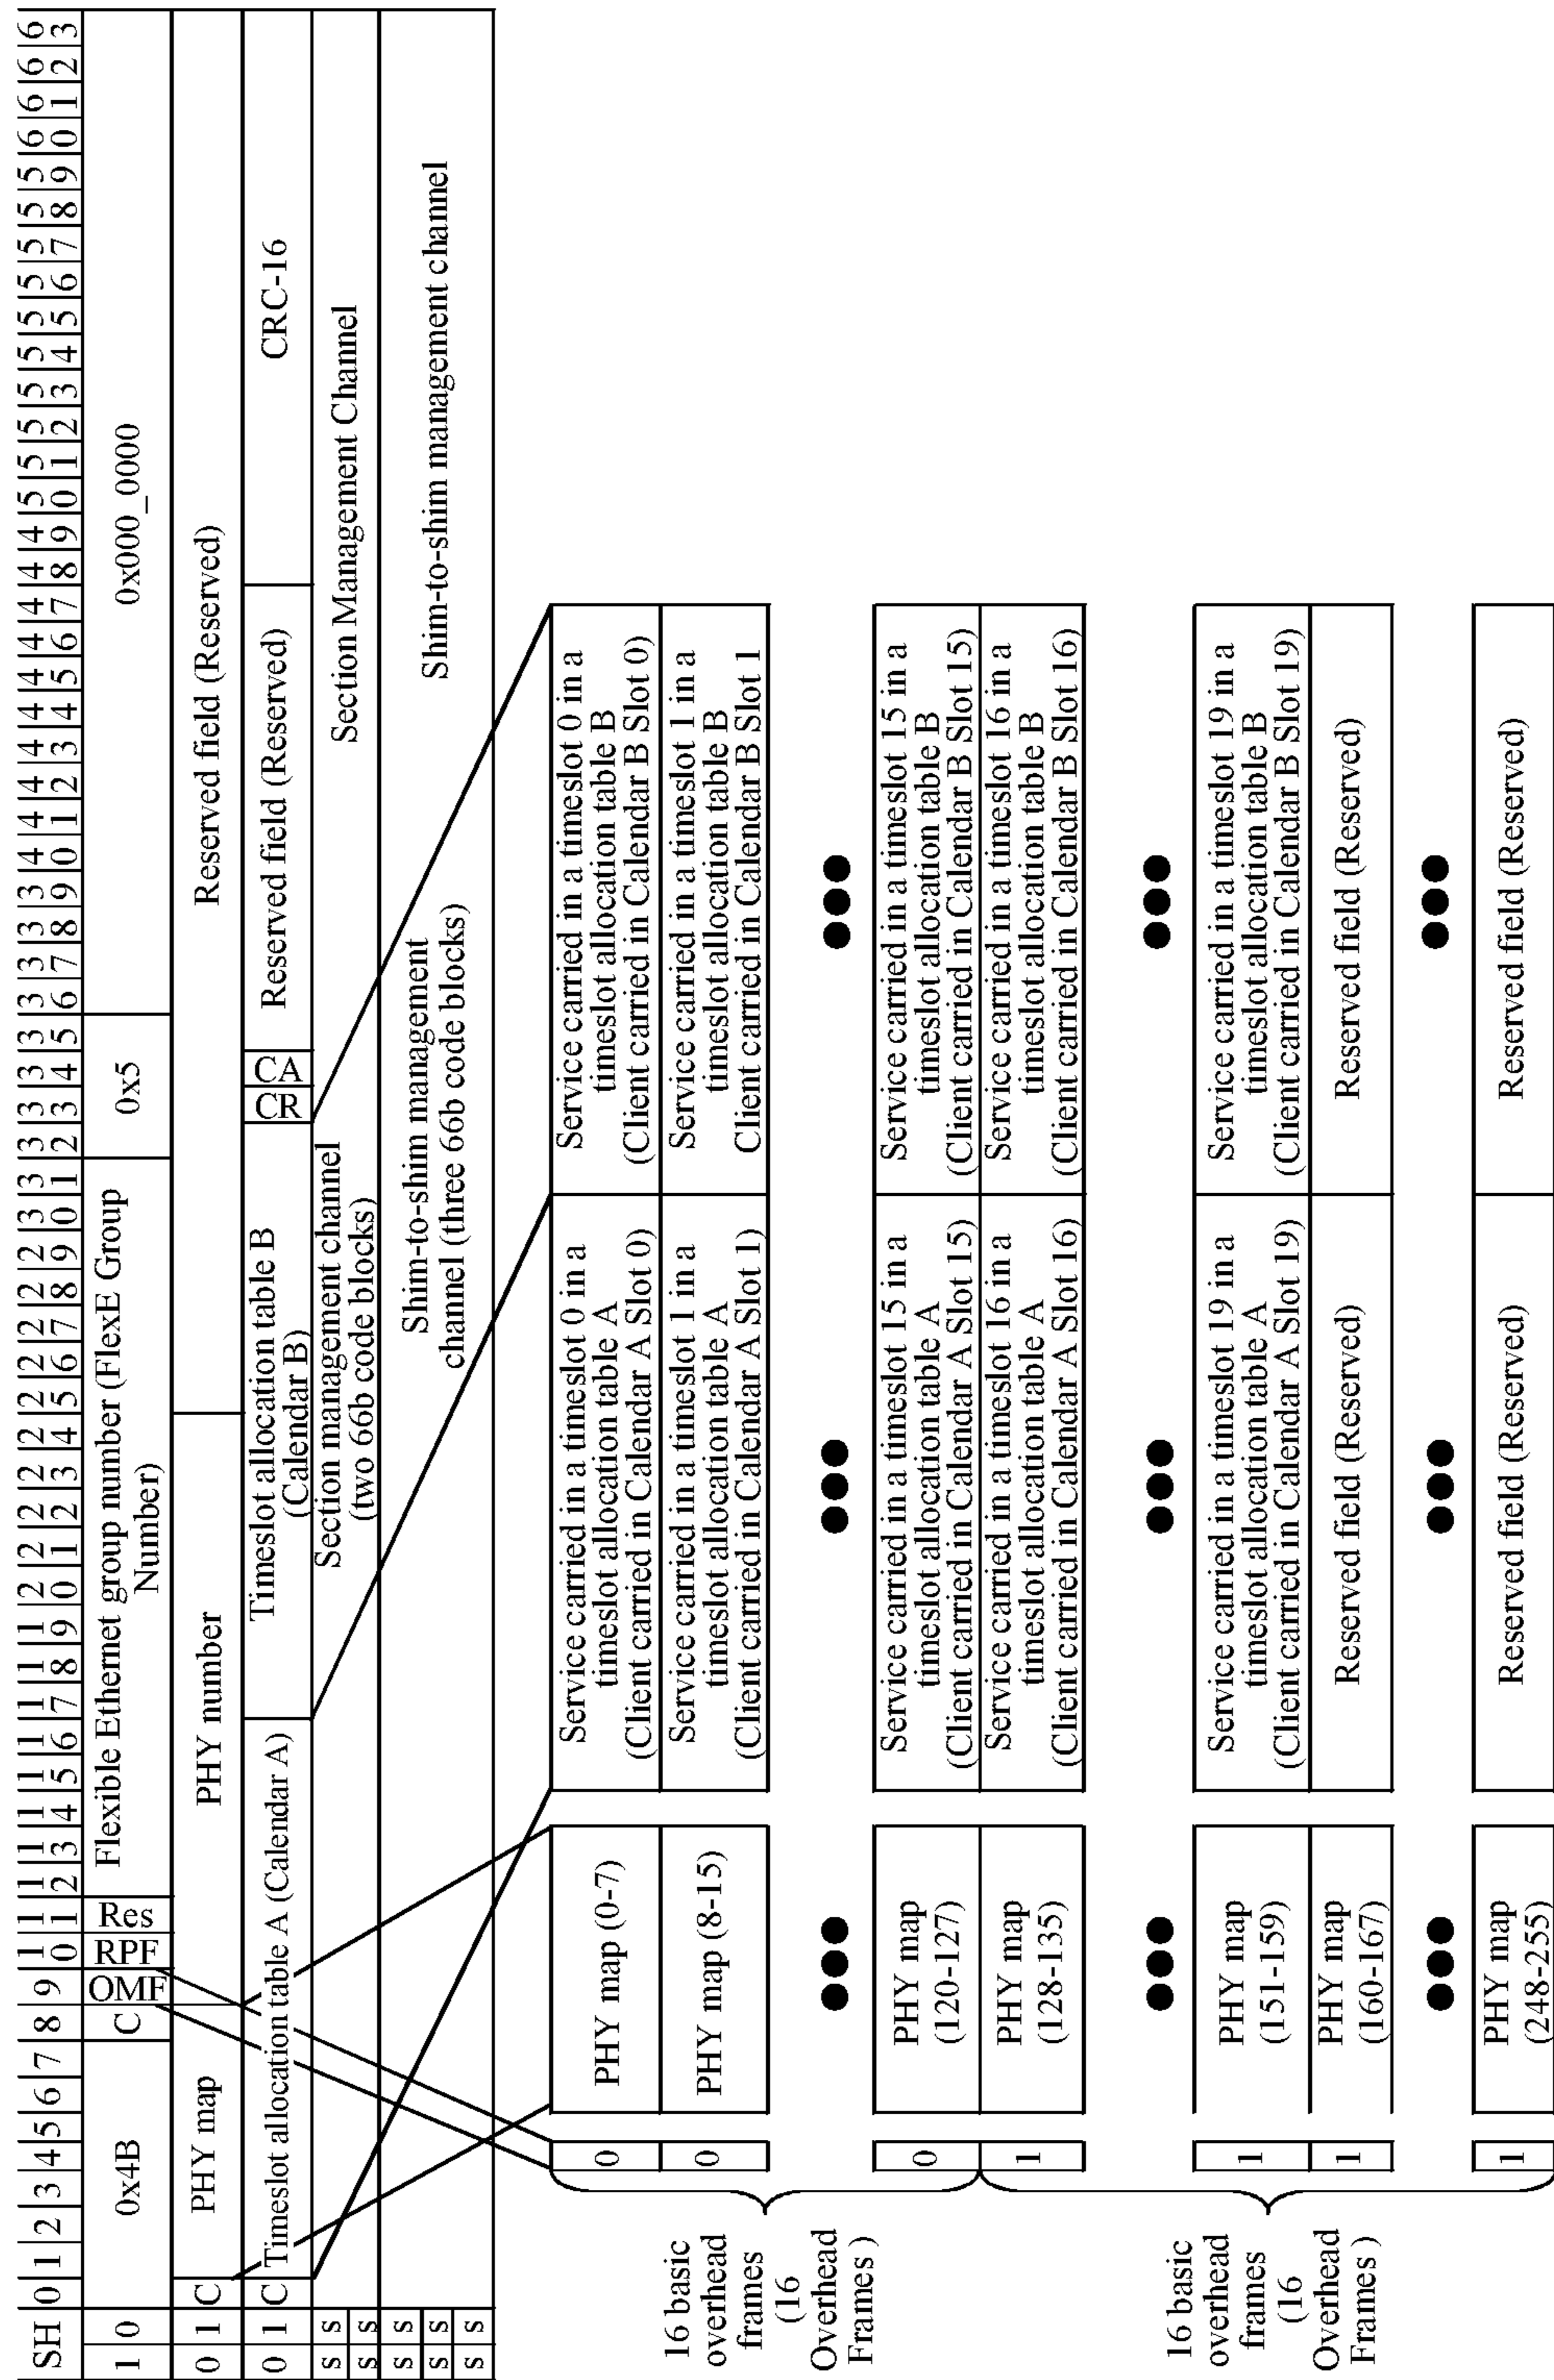 SH 0 1 2 3 4 5 6 7 8 9 10 11 12 13 14 15 16 17 18 19 20 21 22 23 24 25 26 27 28 29 30 31 32 33 34 35 36 37 38 39 40 41 42 43 44 45 46 47 48 49 50 51 52 53 54 55 56 57 58 59 60 61 62 63
1 0 0x4B C OMF RPF Res Flexible Ethernet group number (FlexE Group
Number) 0x5 0x000_0000
0 1 C PHY map PHY number Reserved field (Reserved)
0 1 C Timeslot allocation table A (Calendar A) Timeslot allocation table B
(Calendar B) CR CA Reserved field (Reserved) CRC-16
s s Section management channel
(two 66b code blocks) Section Management Channel
s s
s s Shim-to-shim management
channel (three 66b code blocks) Shim-to-shim management channel
s s
s s
16 basic
overhead
frames
(16
Overhead
Frames )
0 PHY map (0-7)
Service carried in a timeslot 0 in a
timeslot allocation table A
(Client carried in Calendar A Slot 0)
Service carried in a timeslot 0 in a
timeslot allocation table B
(Client carried in Calendar B Slot 0)
0 PHY map (8-15)
Service carried in a timeslot 1 in a
timeslot allocation table A
(Client carried in Calendar A Slot 1)
Service carried in a timeslot 1 in a
timeslot allocation table B
Client carried in Calendar B Slot 1
0 PHY map
(120-127)
Service carried in a timeslot 15 in a
timeslot allocation table A
(Client carried in Calendar A Slot 15)
Service carried in a timeslot 15 in a
timeslot allocation table B
(Client carried in Calendar B Slot 15)
16 basic
overhead
frames
(16
Overhead
Frames )
1 PHY map
(128-135)
Service carried in a timeslot 16 in a
timeslot allocation table A
(Client carried in Calendar A Slot 16)
Service carried in a timeslot 16 in a
timeslot allocation table B
(Client carried in Calendar B Slot 16)
1 PHY map
(151-159)
Service carried in a timeslot 19 in a
timeslot allocation table A
(Client carried in Calendar A Slot 19)
Service carried in a timeslot 19 in a
timeslot allocation table B
(Client carried in Calendar B Slot 19)
1 PHY map
(160-167)
Reserved field (Reserved)
Reserved field (Reserved)
1 PHY map
(248-255)
Reserved field (Reserved)
Reserved field (Reserved)